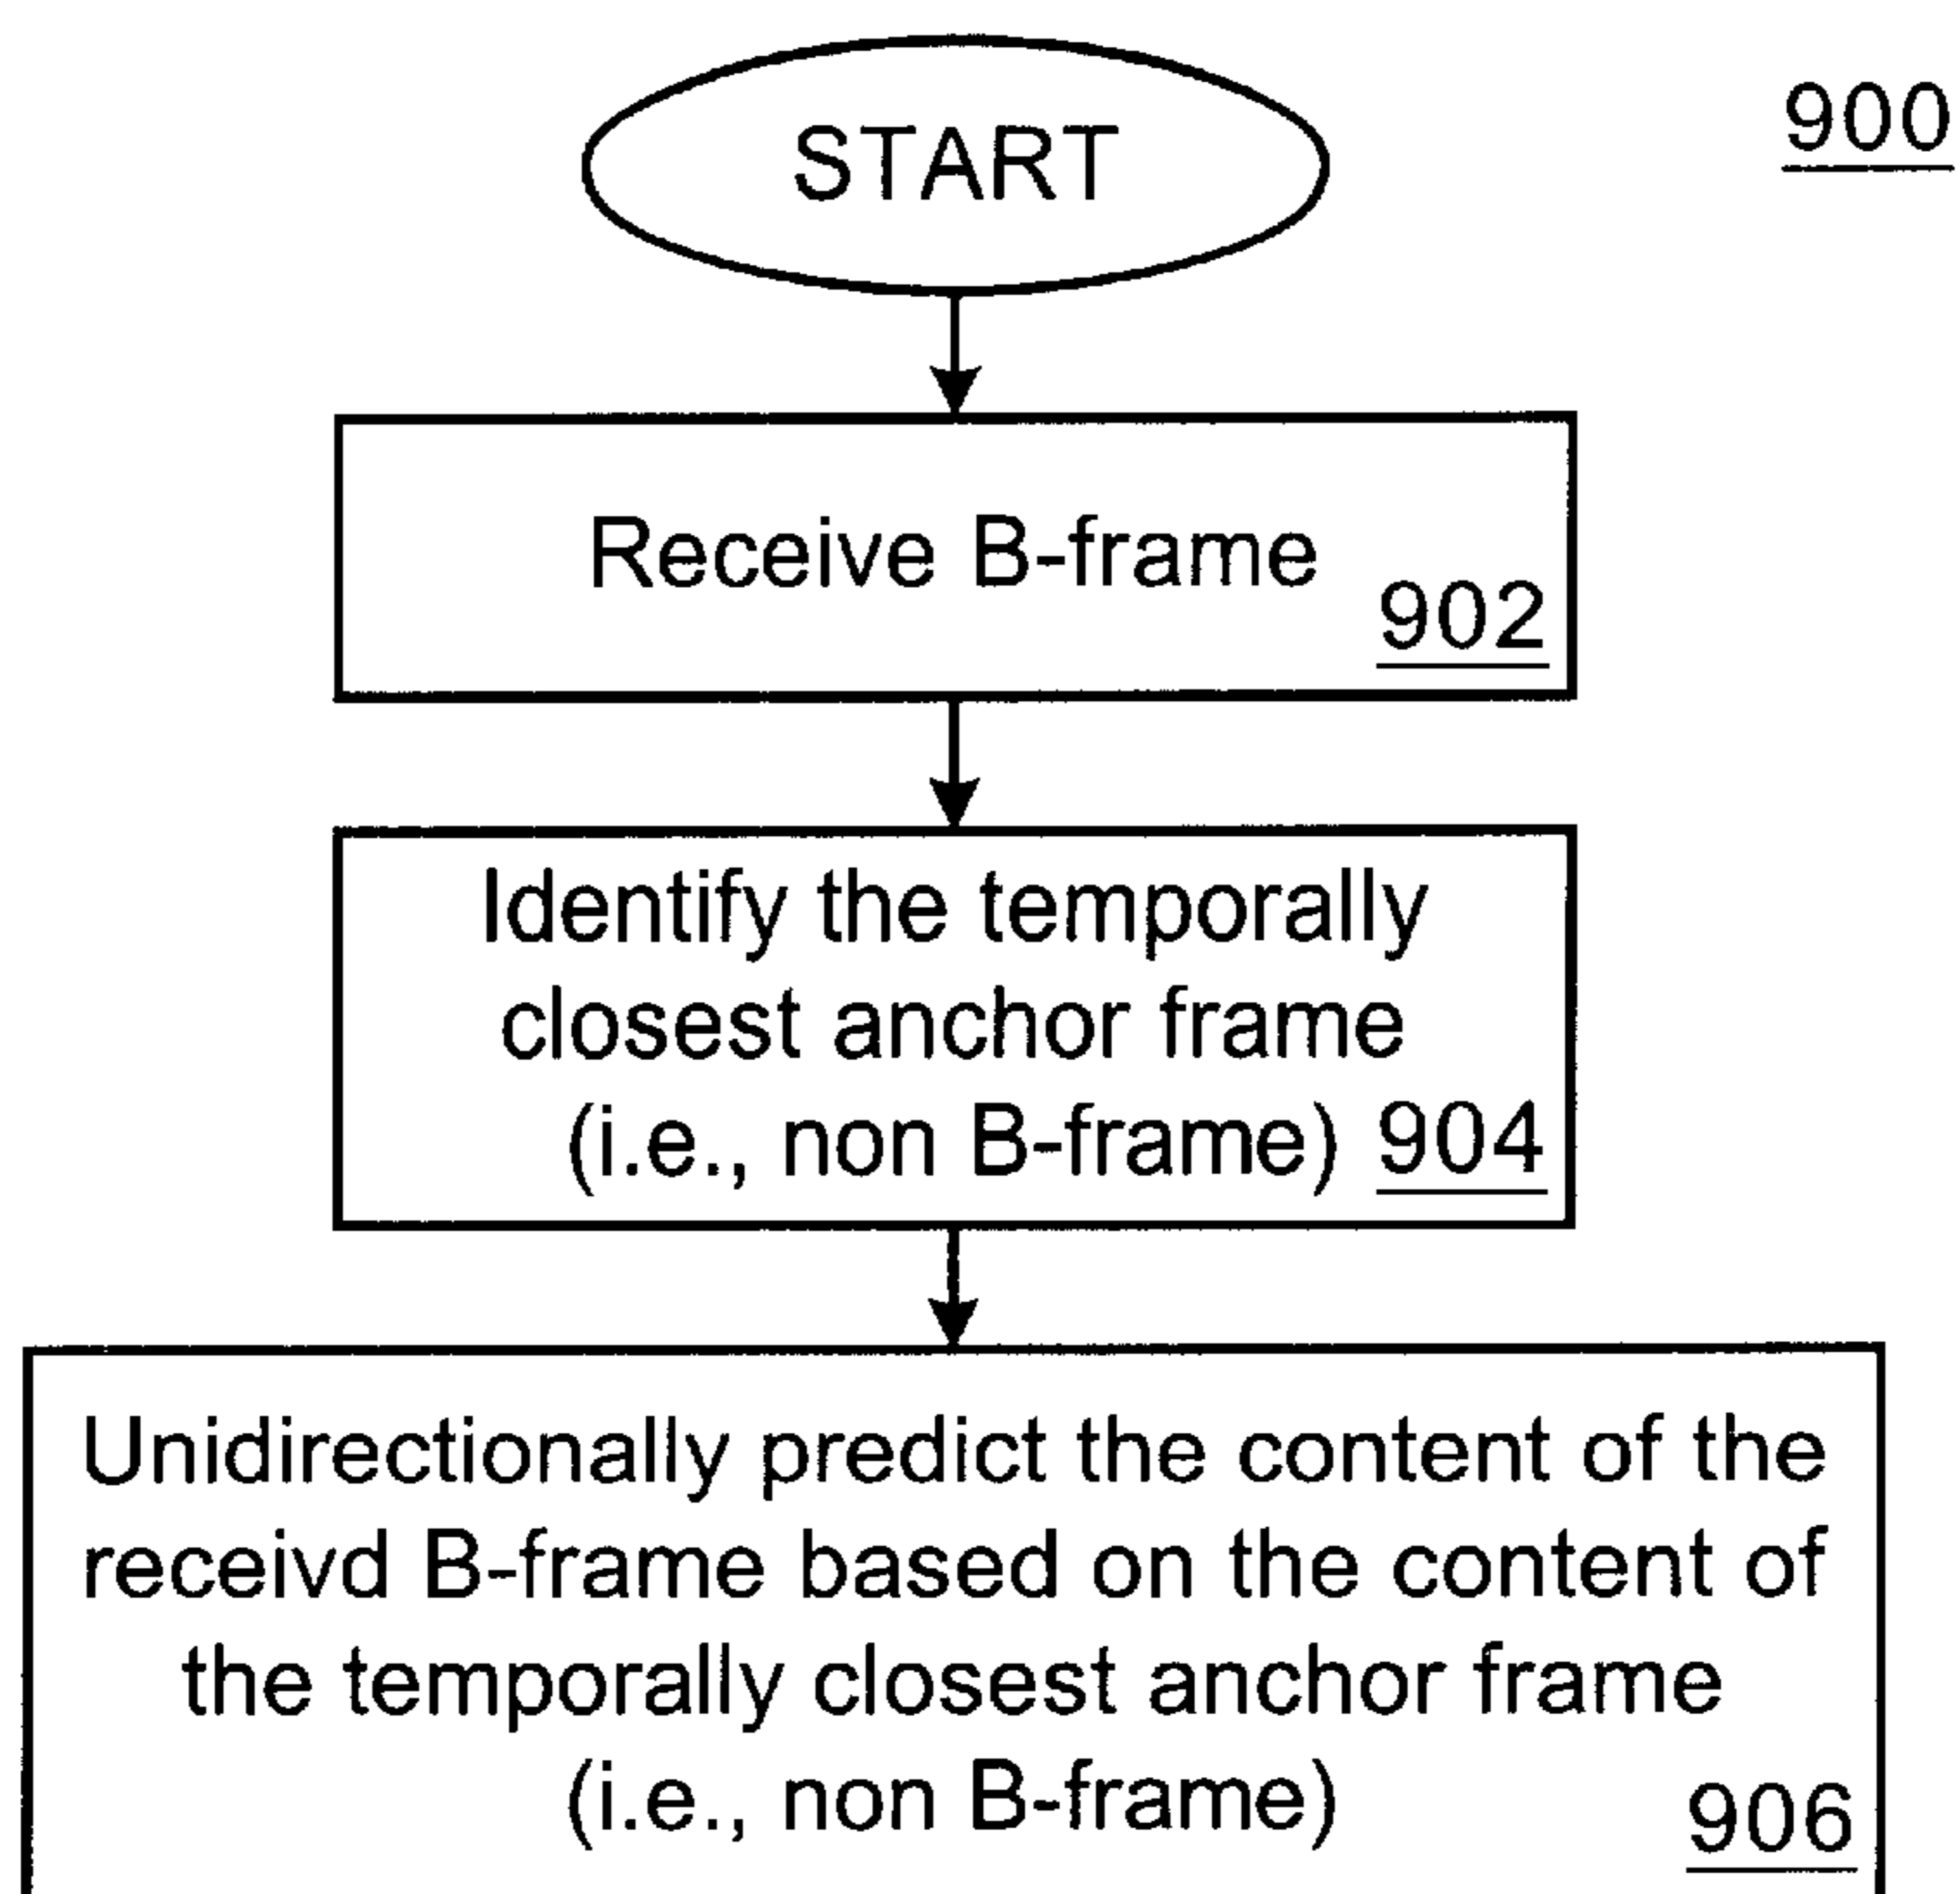 START
900
Receive B-frame
902
Identify the temporally
closest anchor frame
(i.e., non B-frame) 904
Unidirectionally predict the content of the
receivd B-frame based on the content of
the temporally closest anchor frame
(i.e., non B-frame)
906